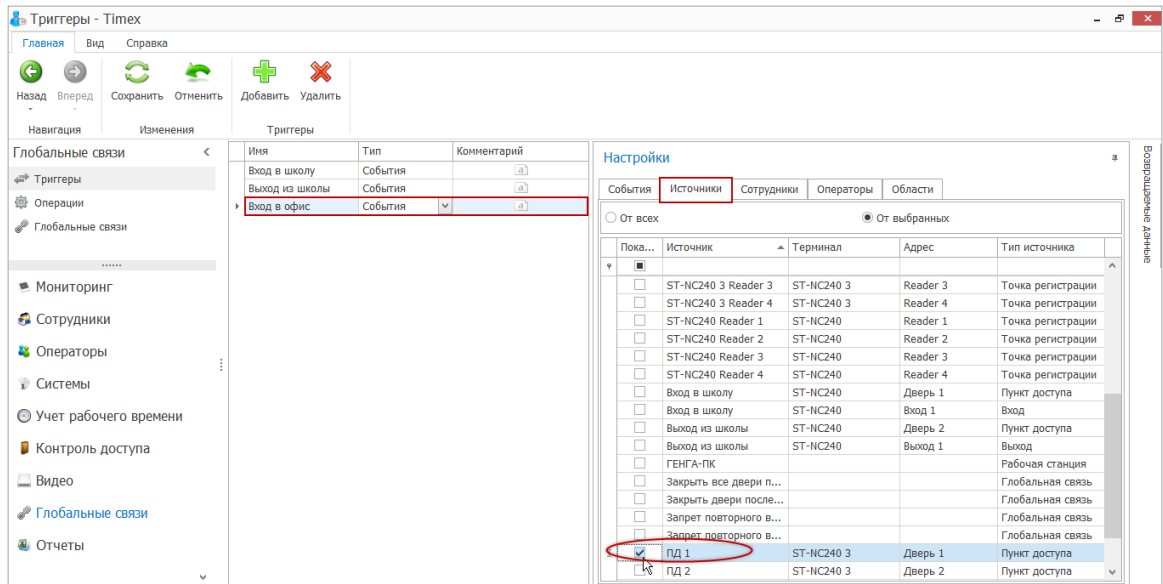 Триггеры - Timex
Главная Вид Справка
Назад Вперед Сохранить Отменить Добавить Удалить
Навигация Изменения Триггеры
Глобальные связи
Триггеры
Операции
Глобальные связи
Мониторинг
Сотрудники
Операторы
Системы
Учет рабочего времени
Контроль доступа
Видео
Глобальные связи
Отчеты
Имя Тип Комментарий
Вход в школу События a
Выход из школы События a
Вход в офис События a
Настройки
События Источники Сотрудники Операторы Области
От всех От выбранных
Пока... Источник Терминал Адрес Тип источника
ST-NC240 3 Reader 3 ST-NC240 3 Reader 3 Точка регистрации
ST-NC240 3 Reader 4 ST-NC240 3 Reader 4 Точка регистрации
ST-NC240 Reader 1 ST-NC240 Reader 1 Точка регистрации
ST-NC240 Reader 2 ST-NC240 Reader 2 Точка регистрации
ST-NC240 Reader 3 ST-NC240 Reader 3 Точка регистрации
ST-NC240 Reader 4 ST-NC240 Reader 4 Точка регистрации
Вход в школу ST-NC240 Дверь 1 Пункт доступа
Вход в школу ST-NC240 Вход 1 Вход
Выход из школы ST-NC240 Дверь 2 Пункт доступа
Выход из школы ST-NC240 Выход 1 Выход
ГЕНГА-ПК Рабочая станция
Закрыть все двери п... Глобальная связь
Закрыть двери после... Глобальная связь
Запрет повторного в... Глобальная связь
Запрет повторного в... Глобальная связь
ПД 1 ST-NC240 3 Дверь 1 Пункт доступа
ПД 2 ST-NC240 3 Дверь 2 Пункт доступа
Возвращаемые данные